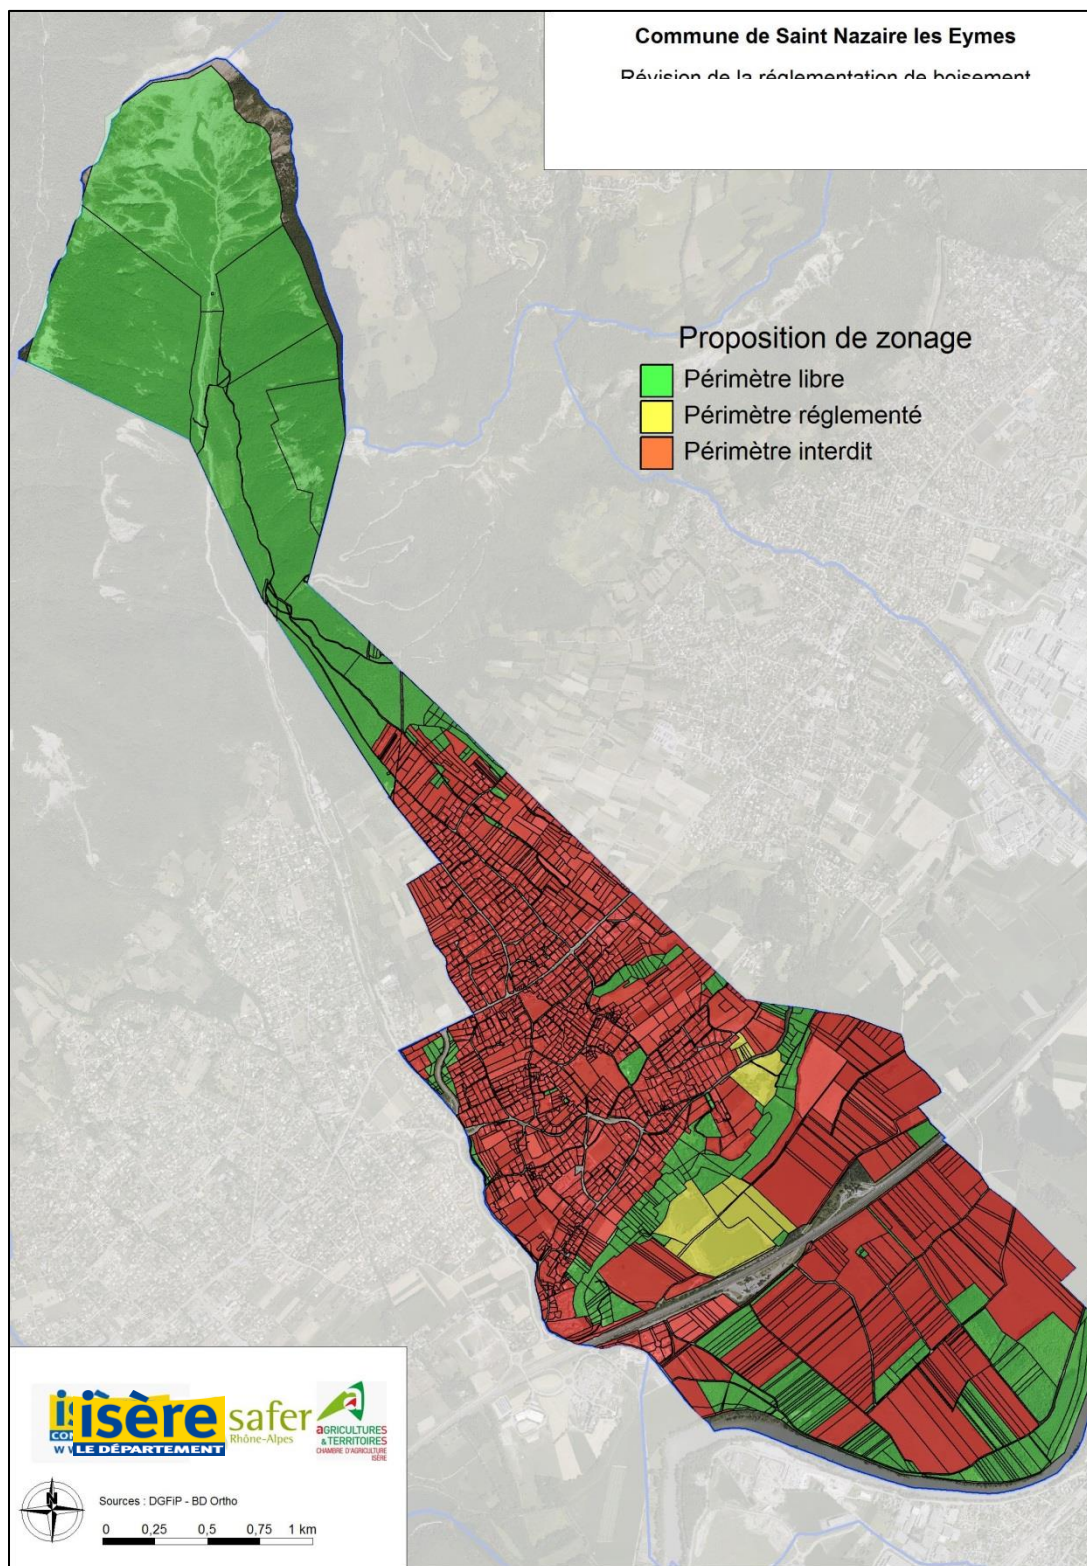 Commune de Saint Nazaire les Eymes
Révision de la réglementation de boisement
Proposition de zonage
Périmètre libre
Périmètre réglementé
Périmètre interdit
isère
LE DÉPARTEMENT
safer
Rhône-Alpes
AGRICULTURES
& TERRITOIRES
CHAMBRE D'AGRICULTURE
ISÈRE
N
Sources : DGFiP - BD Ortho
0 0,25 0,5 0,75 1 km